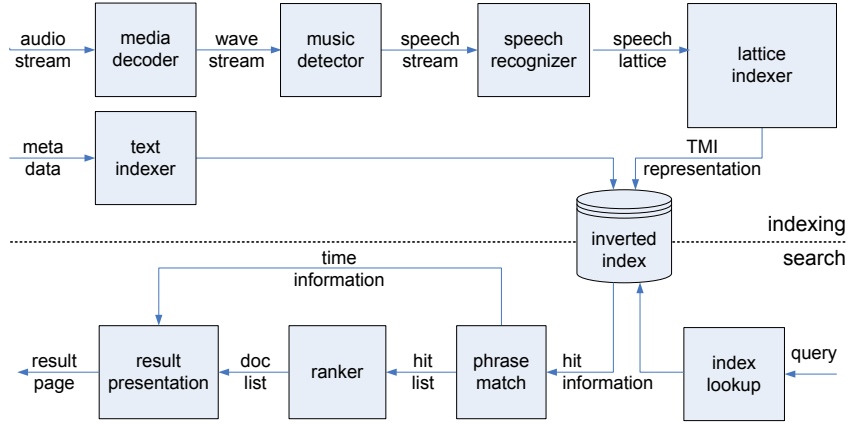 audio
stream
media
decoder
wave
stream
music
detector
speech
stream
speech
recognizer
speech
lattice
lattice
indexer
meta
data
text
indexer
TMI
representation
inverted
index
indexing
search
time
information
result
page
result
presentation
doc
list
ranker
hit
list
phrase
match
hit
information
index
lookup
query